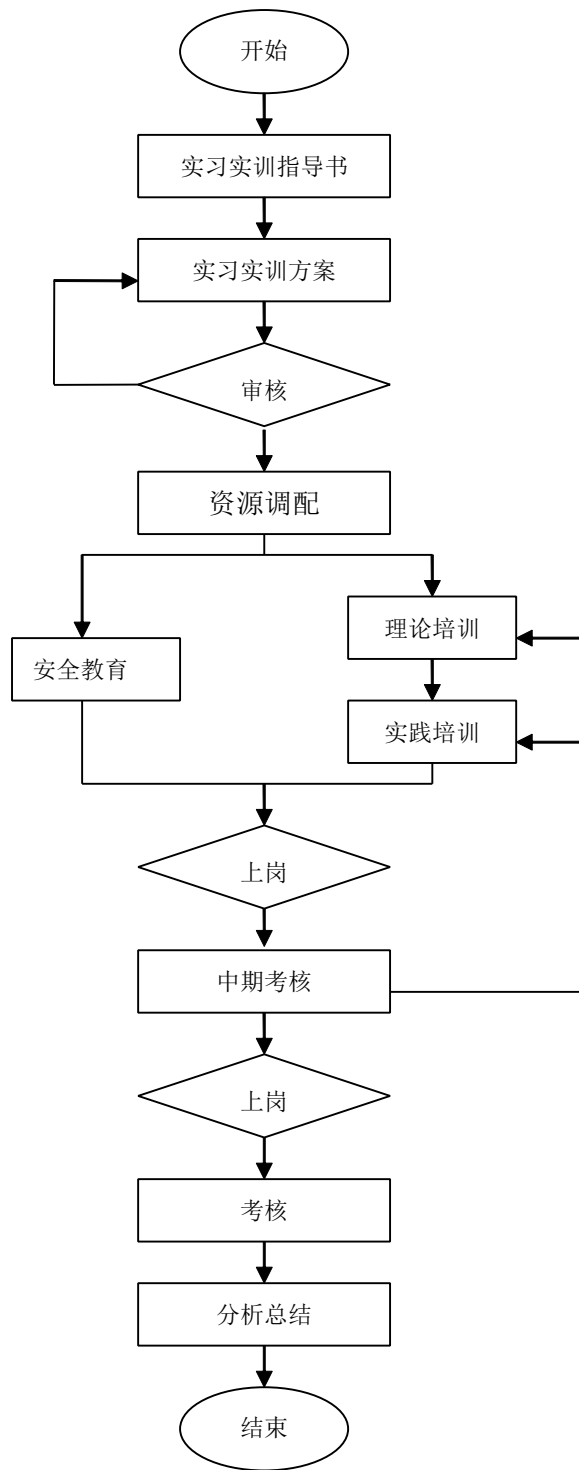 开始
实习实训指导书
实习实训方案
审核
资源调配
理论培训
安全教育
实践培训
上岗
中期考核
上岗
考核
分析总结
结束